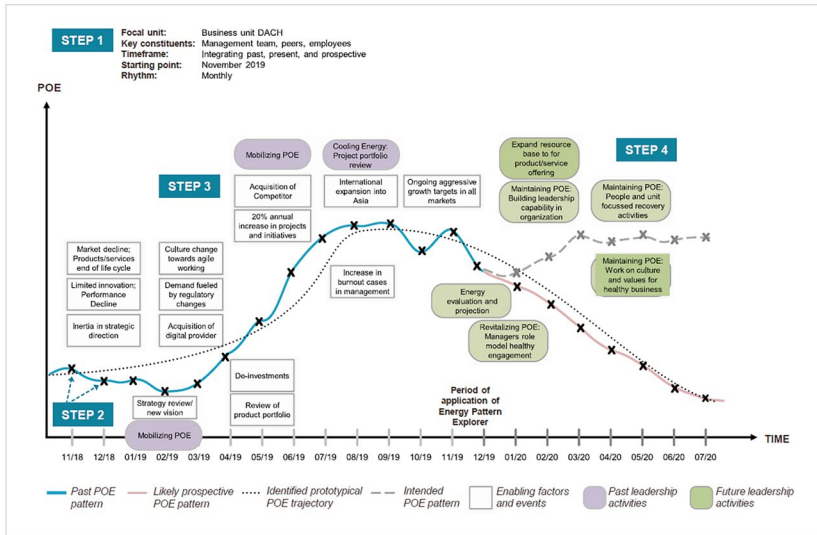 STEP 1
Focal unit: Business unit DACH
Key constituents: Management team, peers, employees
Timeframe: Integrating past, present, and prospective
Starting point: November 2019
Rhythm: Monthly
POE
Mobilizing POE
Cooling Energy:
Project portfolio
review
Expand resource
base to for
product/service
offering
STEP 4
STEP 3
Acquisition of
Competitor
International
expansion into
Asia
Ongoing aggressive
growth targets in all
markets
Maintaining POE:
Building leadership
capability in
organization
Maintaining POE:
People and unit
focussed recovery
activities
20% annual
increase in projects
and initiatives
Market decline;
Products/services
end of life cycle
Culture change
towards agile
working
Limited innovation;
Performance
Decline
Demand fueled
by regulatory
changes
Increase in
burnout cases
in management
Maintaining POE:
Work on culture
and values for
healthy business
Energy
evaluation and
projection
Inertia in strategic
direction
Acquisition of
digital provider
Revitalizing POE:
Managers role
model healthy
engagement
De-investments
STEP 2
Strategy review/
new vision
Review of
product portfolio
Period of
application of
Energy Pattern
Explorer
Mobilizing POE
TIME
11/18 12/18 01/19 02/19 03/19 04/19 05/19 06/19 07/19 08/19 09/19 10/19 11/19 12/19 01/20 02/20 03/20 04/20 05/20 06/20 07/20
Past POE
pattern
Likely prospective
POE pattern
Identified prototypical
POE trajectory
Intended
POE pattern
Enabling factors
and events
Past leadership
activities
Future leadership
activities